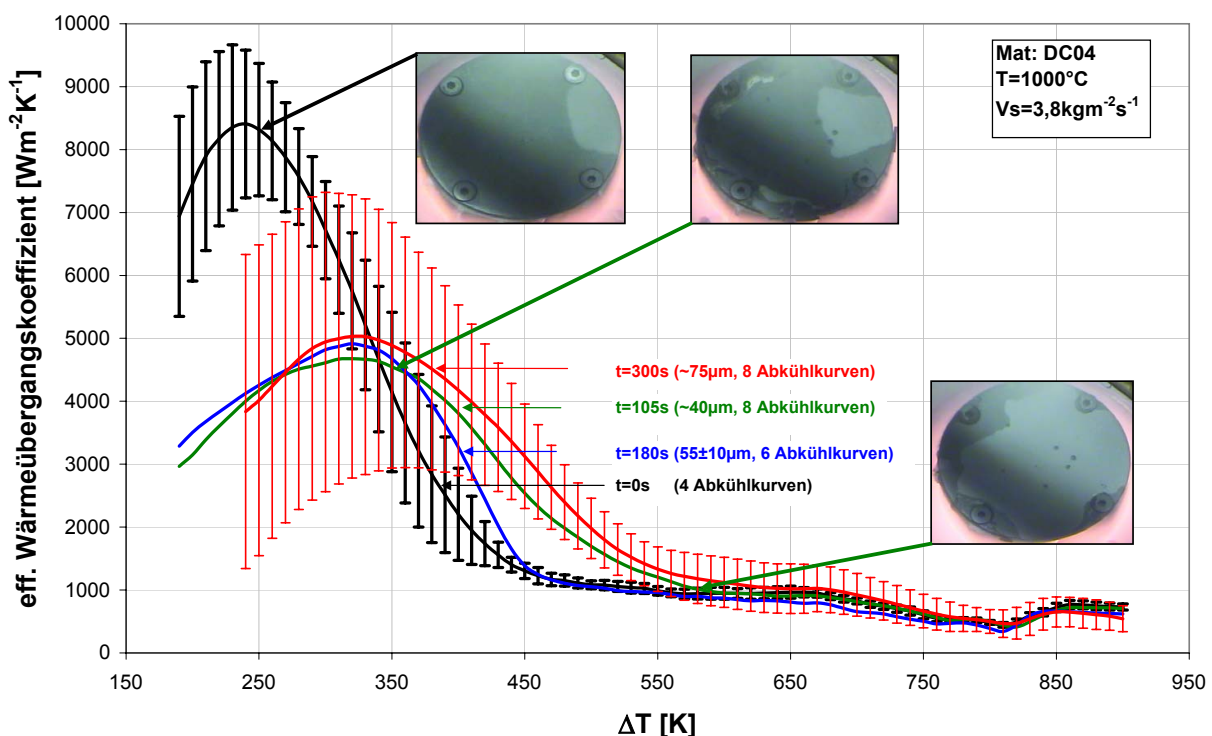 10000
9000
8000
7000
6000
5000
4000
3000
2000
1000
0
eff. Wärmeübergangskoeffizient [Wm⁻²K⁻¹]
Mat: DC04
T=1000°C
Vs=3,8kgm⁻²s⁻¹
t=300s (~75µm, 8 Abkühlkurven)
t=105s (~40µm, 8 Abkühlkurven)
t=180s (55±10µm, 6 Abkühlkurven)
t=0s (4 Abkühlkurven)
150 250 350 450 550 650 750 850 950
ΔT [K]